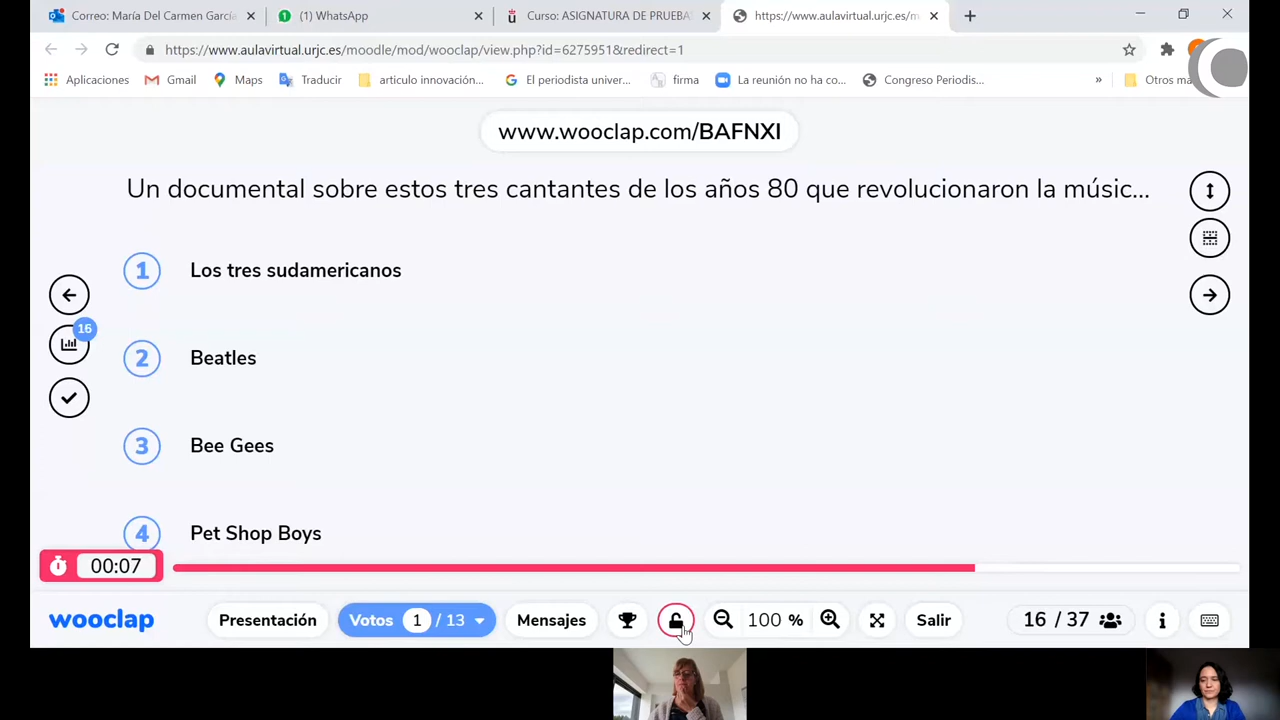 Correo: María Del Carmen García
(1) WhatsApp
Curso: ASIGNATURA DE PRUEBA
https://www.aulavirtual.urjc.es/m
https://www.aulavirtual.urjc.es/moodle/mod/wooclap/view.php?id=6275951&redirect=1
Aplicaciones
Gmail
Maps
Traducir
articulo innovación...
El periodista univer...
firma
La reunión no ha co...
Congreso Periodis...
»
Otros ma
www.wooclap.com/BAFNXI
Un documental sobre estos tres cantantes de los años 80 que revolucionaron la músic...
1 Los tres sudamericanos
16
2 Beatles
3 Bee Gees
4 Pet Shop Boys
00:07
wooclap
Presentación
Votos 1 / 13
Mensajes
100 %
Salir
16 / 37